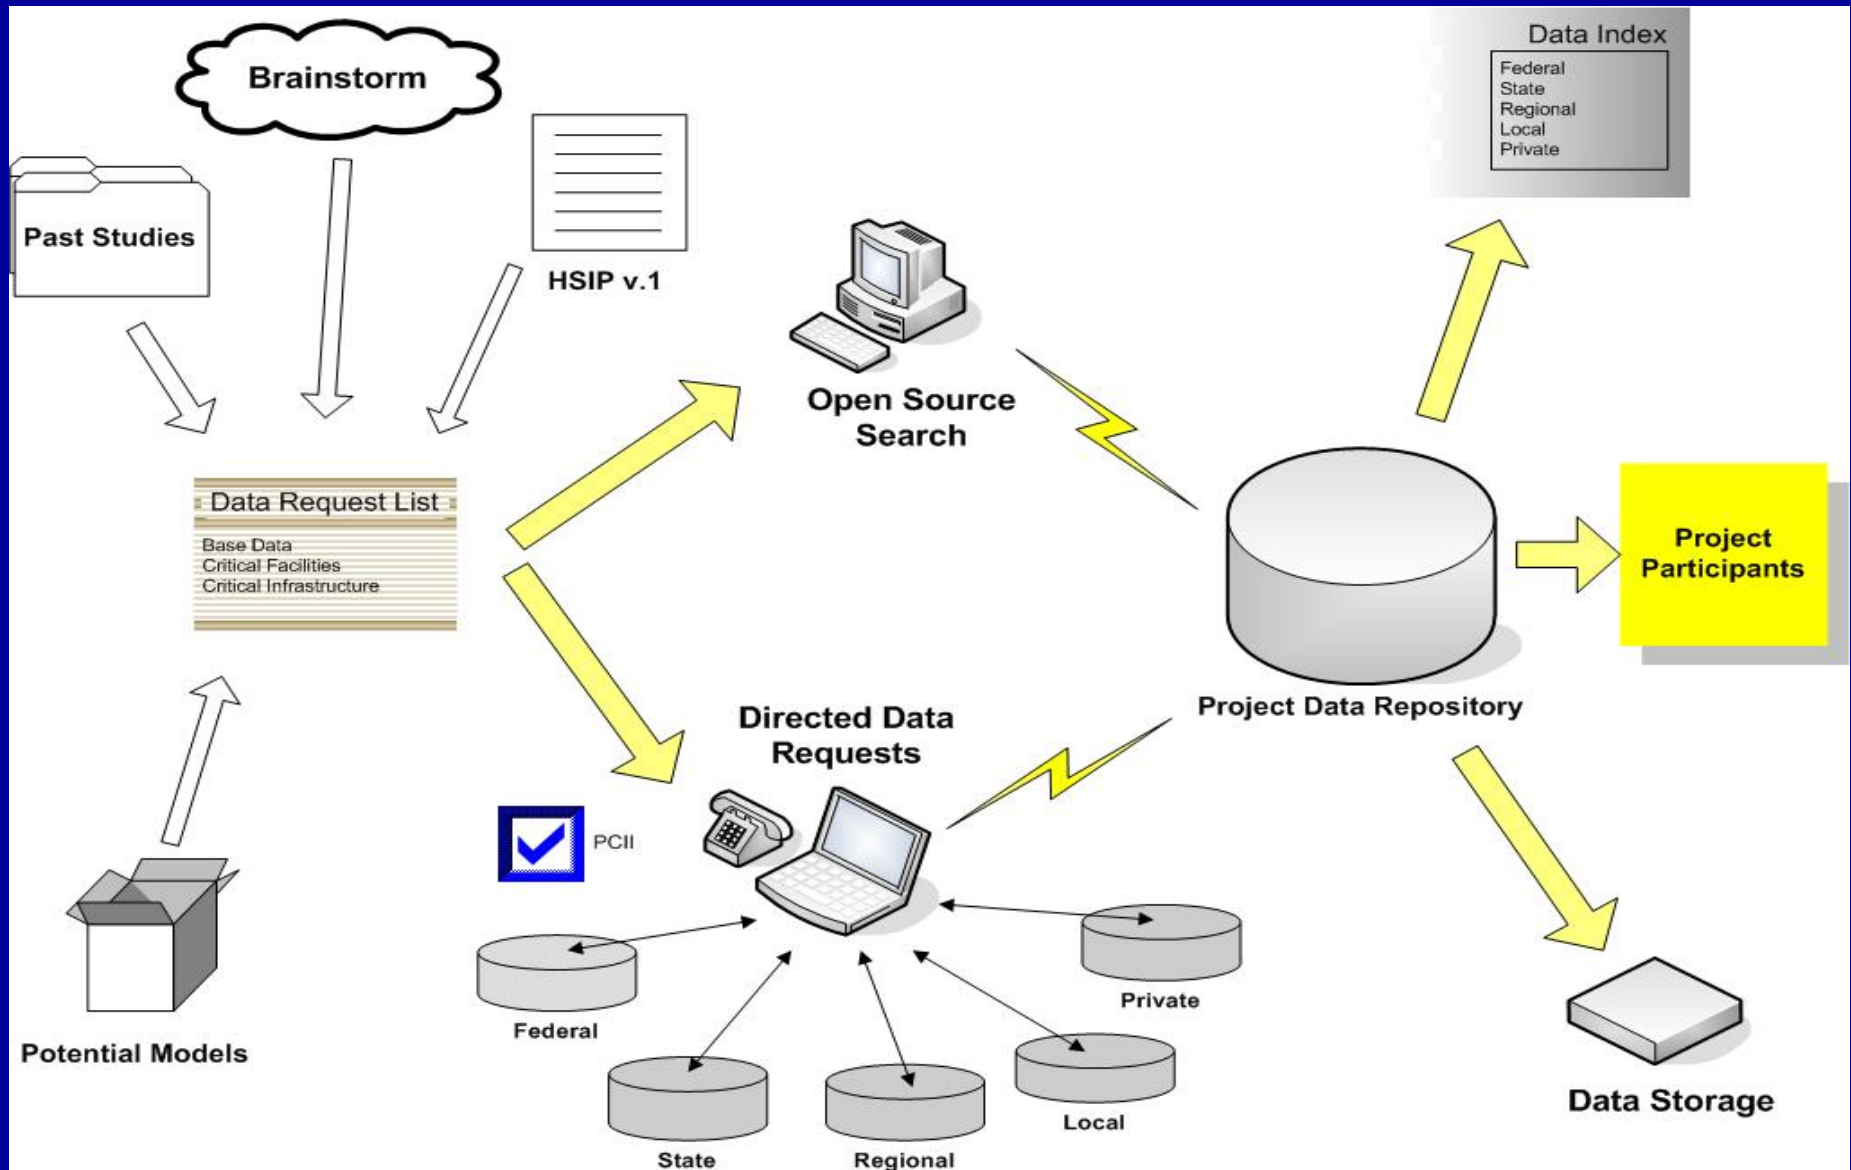 Brainstorm
Data Index
Federal
State
Regional
Local
Private
Past Studies
HSIP v.1
Open Source
Search
Data Request List
Base Data
Critical Facilities
Critical Infrastructure
Project
Participants
Project Data Repository
Directed Data
Requests
PCII
Private
Federal
Potential Models
Local
Data Storage
State
Regional